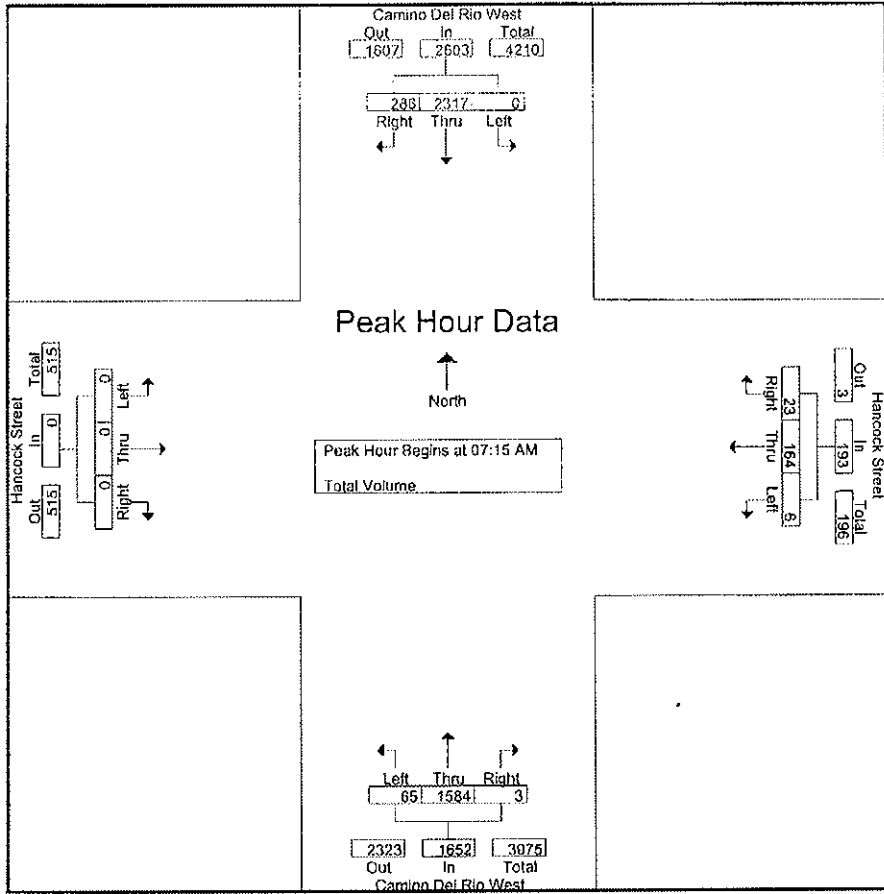 Camino Del Rio West
Out In Total
1607 2603 4210
286 2317 0
Right Thru Left
Peak Hour Data
North
Peak Hour Begins at 07:15 AM
Total Volume
Hancock Street
Total In Out
515 0 515
Left Thru Right
0 0 0
Hancock Street
Out In Total
3 193 196
Right Thru Left
23 164 6
Left Thru Right
65 1584 3
2323 1652 3975
Out In Total
Camino Del Rio West